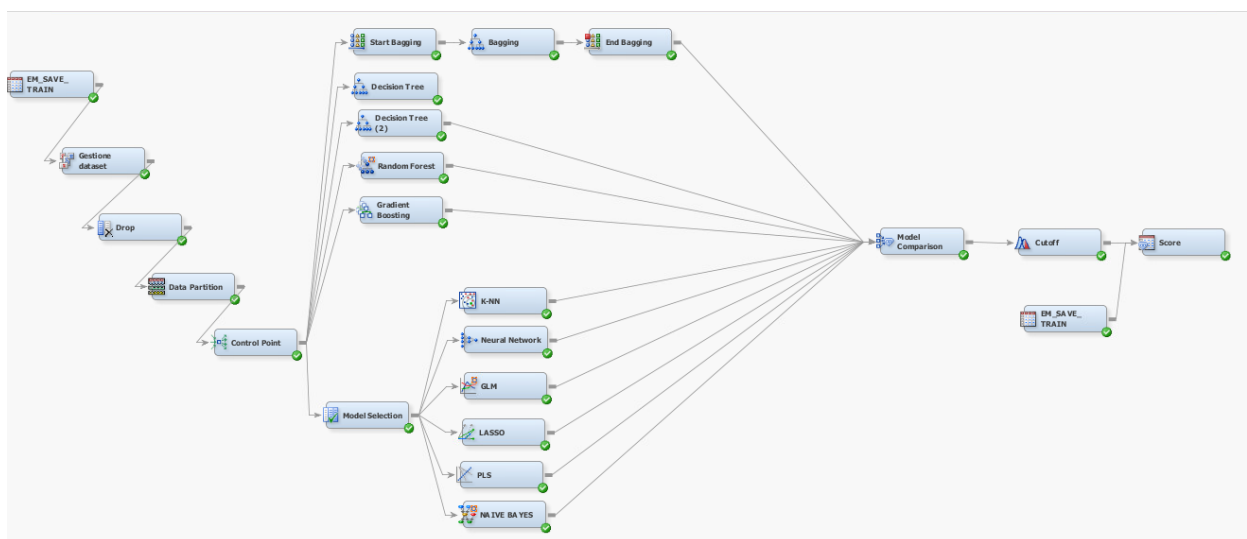 Start Bagging
Bagging
End Bagging
EM_SAVE_
TRAIN
Decision Tree
Decision Tree
(2)
Gestione
dataset
Random Forest
Gradient
Boosting
Drop
Model
Comparison
Cutoff
Score
Data Partition
K-NN
EM_SAVE_
TRAIN
Control Point
Neural Network
GLM
Model Selection
LASSO
PLS
NAIVE BAYES